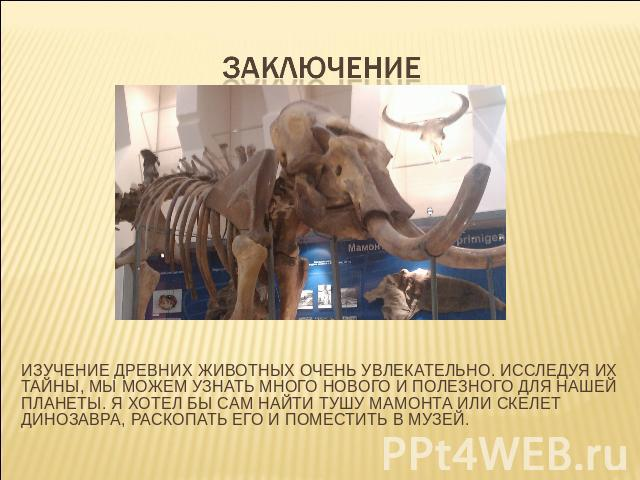 ЗАКЛЮЧЕНИЕ
Мамонт
primigen
ИЗУЧЕНИЕ ДРЕВНИХ ЖИВОТНЫХ ОЧЕНЬ УВЛЕКАТЕЛЬНО. ИССЛЕДУЯ ИХ
ТАЙНЫ, МЫ МОЖЕМ УЗНАТЬ МНОГО НОВОГО И ПОЛЕЗНОГО ДЛЯ НАШЕЙ
ПЛАНЕТЫ. Я ХОТЕЛ БЫ САМ НАЙТИ ТУШУ МАМОНТА ИЛИ СКЕЛЕТ
ДИНОЗАВРА, РАСКОПАТЬ ЕГО И ПОМЕСТИТЬ В МУЗЕЙ.
PPt4WEB.ru